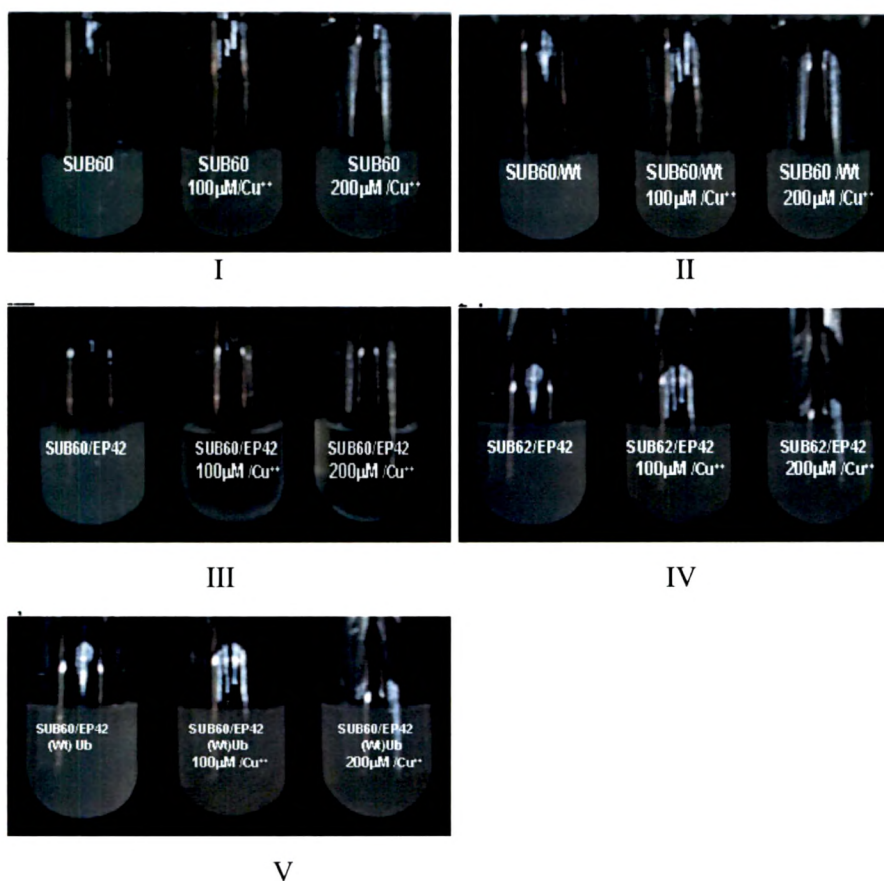 SUB60
SUB60
100µM/Cu⁺⁺
SUB60
200µM /Cu⁺⁺
I
SUB60/Wt
SUB60/Wt
100µM /Cu⁺⁺
SUB60 /Wt
200µM /Cu⁺⁺
II
SUB60/EP42
SUB60/EP42
100µM /Cu⁺⁺
SUB60/EP42
200µM /Cu⁺⁺
III
SUB62/EP42
SUB62/EP42
100µM /Cu⁺⁺
SUB62/EP42
200µM /Cu⁺⁺
IV
SUB60/EP42
(Wt) Ub
SUB60/EP42
(Wt)Ub
100µM /Cu⁺⁺
SUB60/EP42
(Wt)Ub
200µM /Cu⁺⁺
V